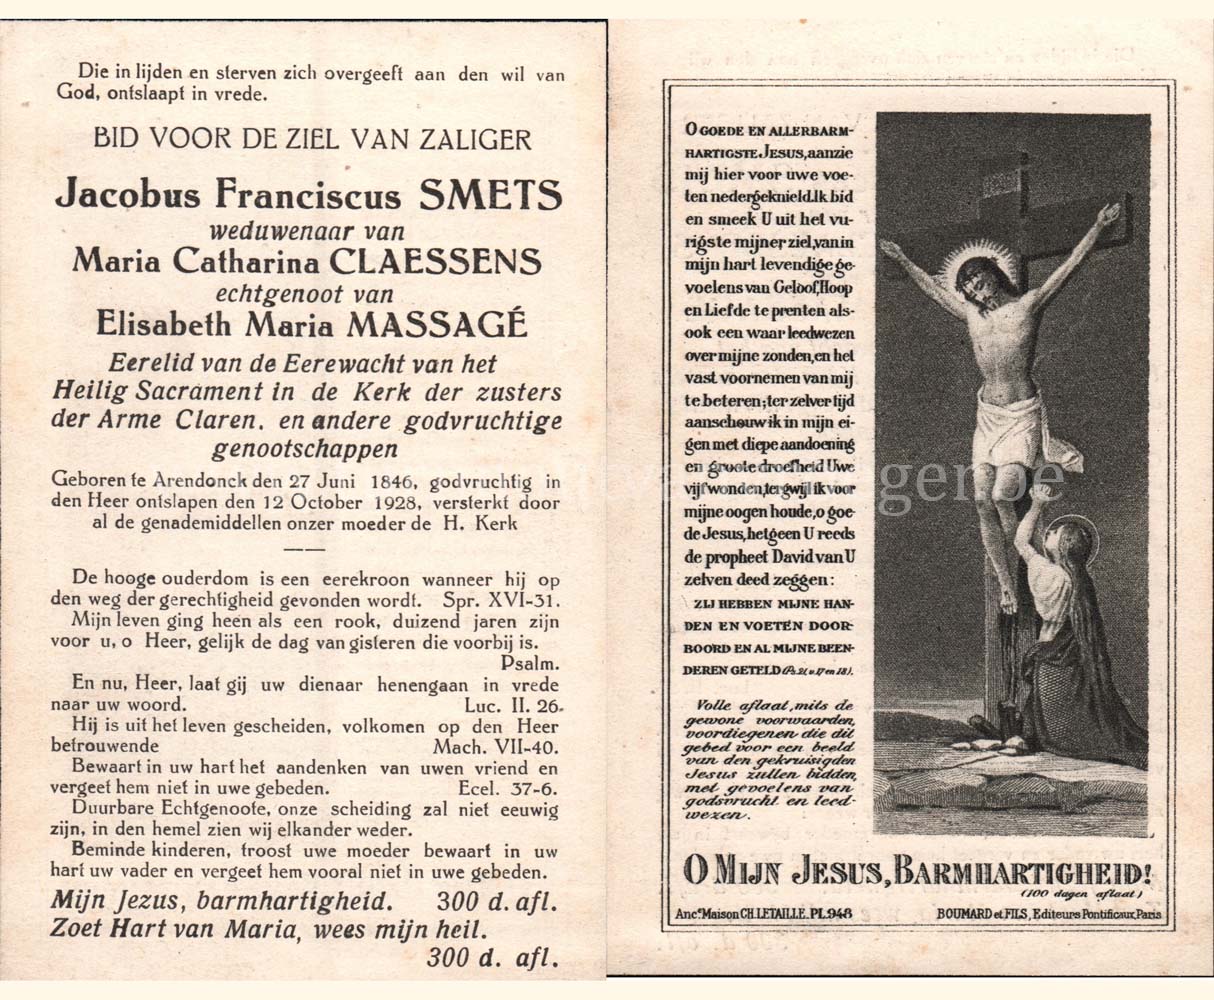 Die in lijden en sterven zich overgeeft aan den wil van
God, ontslaapt in vrede.
BID VOOR DE ZIEL VAN ZALIGER
Jacobus Franciscus SMETS
weduwenaar van
Maria Catharina CLAESSENS
echtgenoot van
Elisabeth Maria MASSAGÉ
Eerelid van de Eerewacht van het
Heilig Sacrament in de Kerk der zusters
der Arme Claren. en andere godvruchtige
genootschappen
Geboren te Arendonck den 27 Juni 1846, godvruchtig in
den Heer ontslapen den 12 October 1928, versterkt door
al de genademiddellen onzer moeder de H. Kerk
De hooge ouderdom is een eerekroon wanneer hij op
den weg der gerechtigheid gevonden wordt. Spr. XVI-31.
Mijn leven ging heen als een rook, duizend jaren zijn
voor u, o Heer, gelijk de dag van gisteren die voorbij is.
Psalm.
En nu, Heer, laat gij uw dienaar henengaan in vrede
naar uw woord. Luc. II. 26.
Hij is uit het leven gescheiden, volkomen op den Heer
betrouwende Mach. VII-40.
Bewaart in uw hart het aandenken van uwen vriend en
vergeet hem niet in uwe gebeden. Ecel. 37-6.
Duurbare Echtgenoote, onze scheiding zal niet eeuwig
zijn, in den hemel zien wij elkander weder.
Beminde kinderen, troost uwe moeder bewaart in uw
hart uw vader en vergeet hem vooral niet in uwe gebeden.
Mijn Jezus, barmhartigheid. 300 d. afl.
Zoet Hart van Maria, wees mijn heil.
300 d. afl.
O GOEDE EN ALLERBARM-
HARTIGSTE JESUS, aanzie
mij hier voor uwe voe-
ten nedergeknield. Ik bid
en smeek U uit het vu-
rigste mijner ziel, van in
mijn hart levendige ge-
voelens van Geloof, Hoop
en Liefde te prenten als-
ook een waar leedwezen
over mijne zonden, en het
vast voornemen van mij
te beteren; ter zelver tijd
aanschouw ik in mijn ei-
gen met diepe aandoening
en groote droefheid Uwe
vijf wonden, tergwijl ik voor
mijne oogen houde, o goe-
de Jesus, hetgeen U reeds
de propheet David van U
zelven deed zeggen:
ZIJ HEBBEN MIJNE HAN-
DEN EN VOETEN DOOR-
BOORD EN AL MIJNE BEEN-
DEREN GETELD (Ps. 21, v. 17 en 18).
Volle aflaat, mits de
gewone voorwaarden,
voordiegenen die dit
gebed voor een beeld
van den gekruisigden
Jesus zullen bidden,
met gevoelens van
godsvrucht en leed-
wezen.
O MIJN JESUS, BARMHARTIGHEID!
(100 dagen aflaat)
Anc.ne Maison CH. LETAILLE. Pl. 948 BOUMARD et FILS, Editeurs Pontificaux, Paris